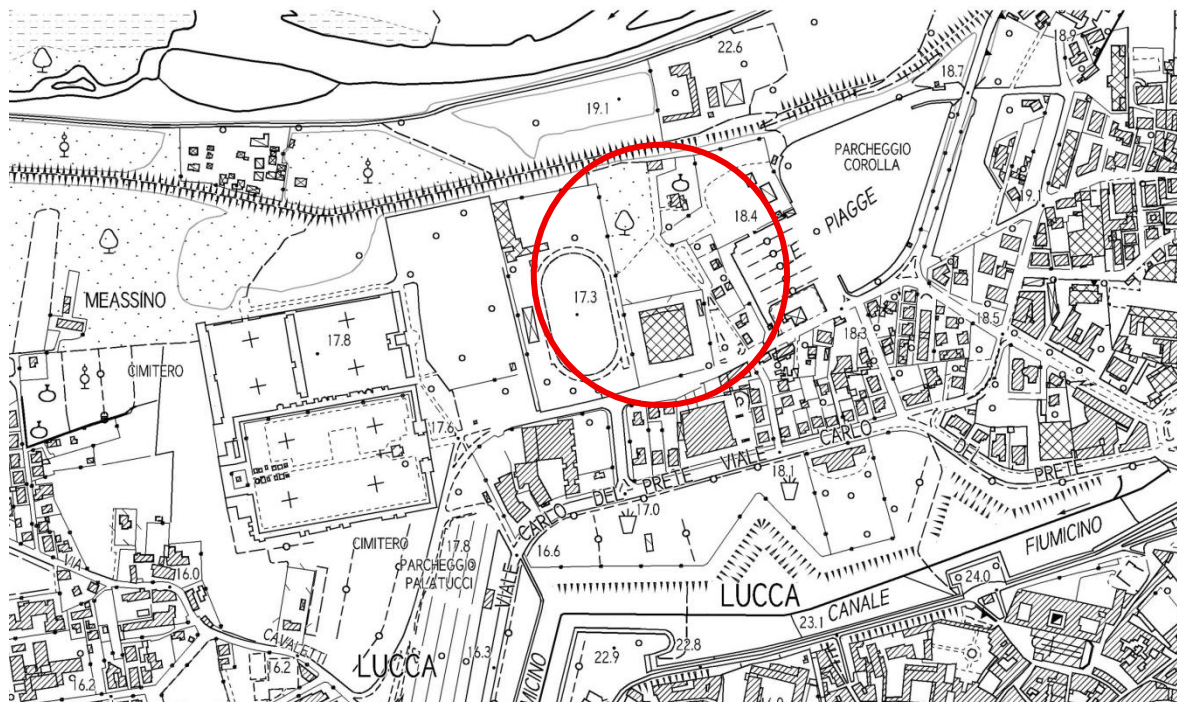 22.6
18.9
18.7
19.1
PARCHEGGIO
COROLLA
PIAGGE
19.1
18.4
17.3
MEASSINO
17.8
CIMITERO
18.5
18.3
17.6
VIALE CARLO DEL PRETE
18.1
17.0
VIALE CARLO DEL PRETE
CIMITERO
17.8
PARCHEGGIO
PALATUCCI
16.6
LUCCA
CANALE FIUMICINO
24.0
23.1
VIA CAVALETTI
16.0
16.2
16.2
LUCCA
16.3
22.9
22.8